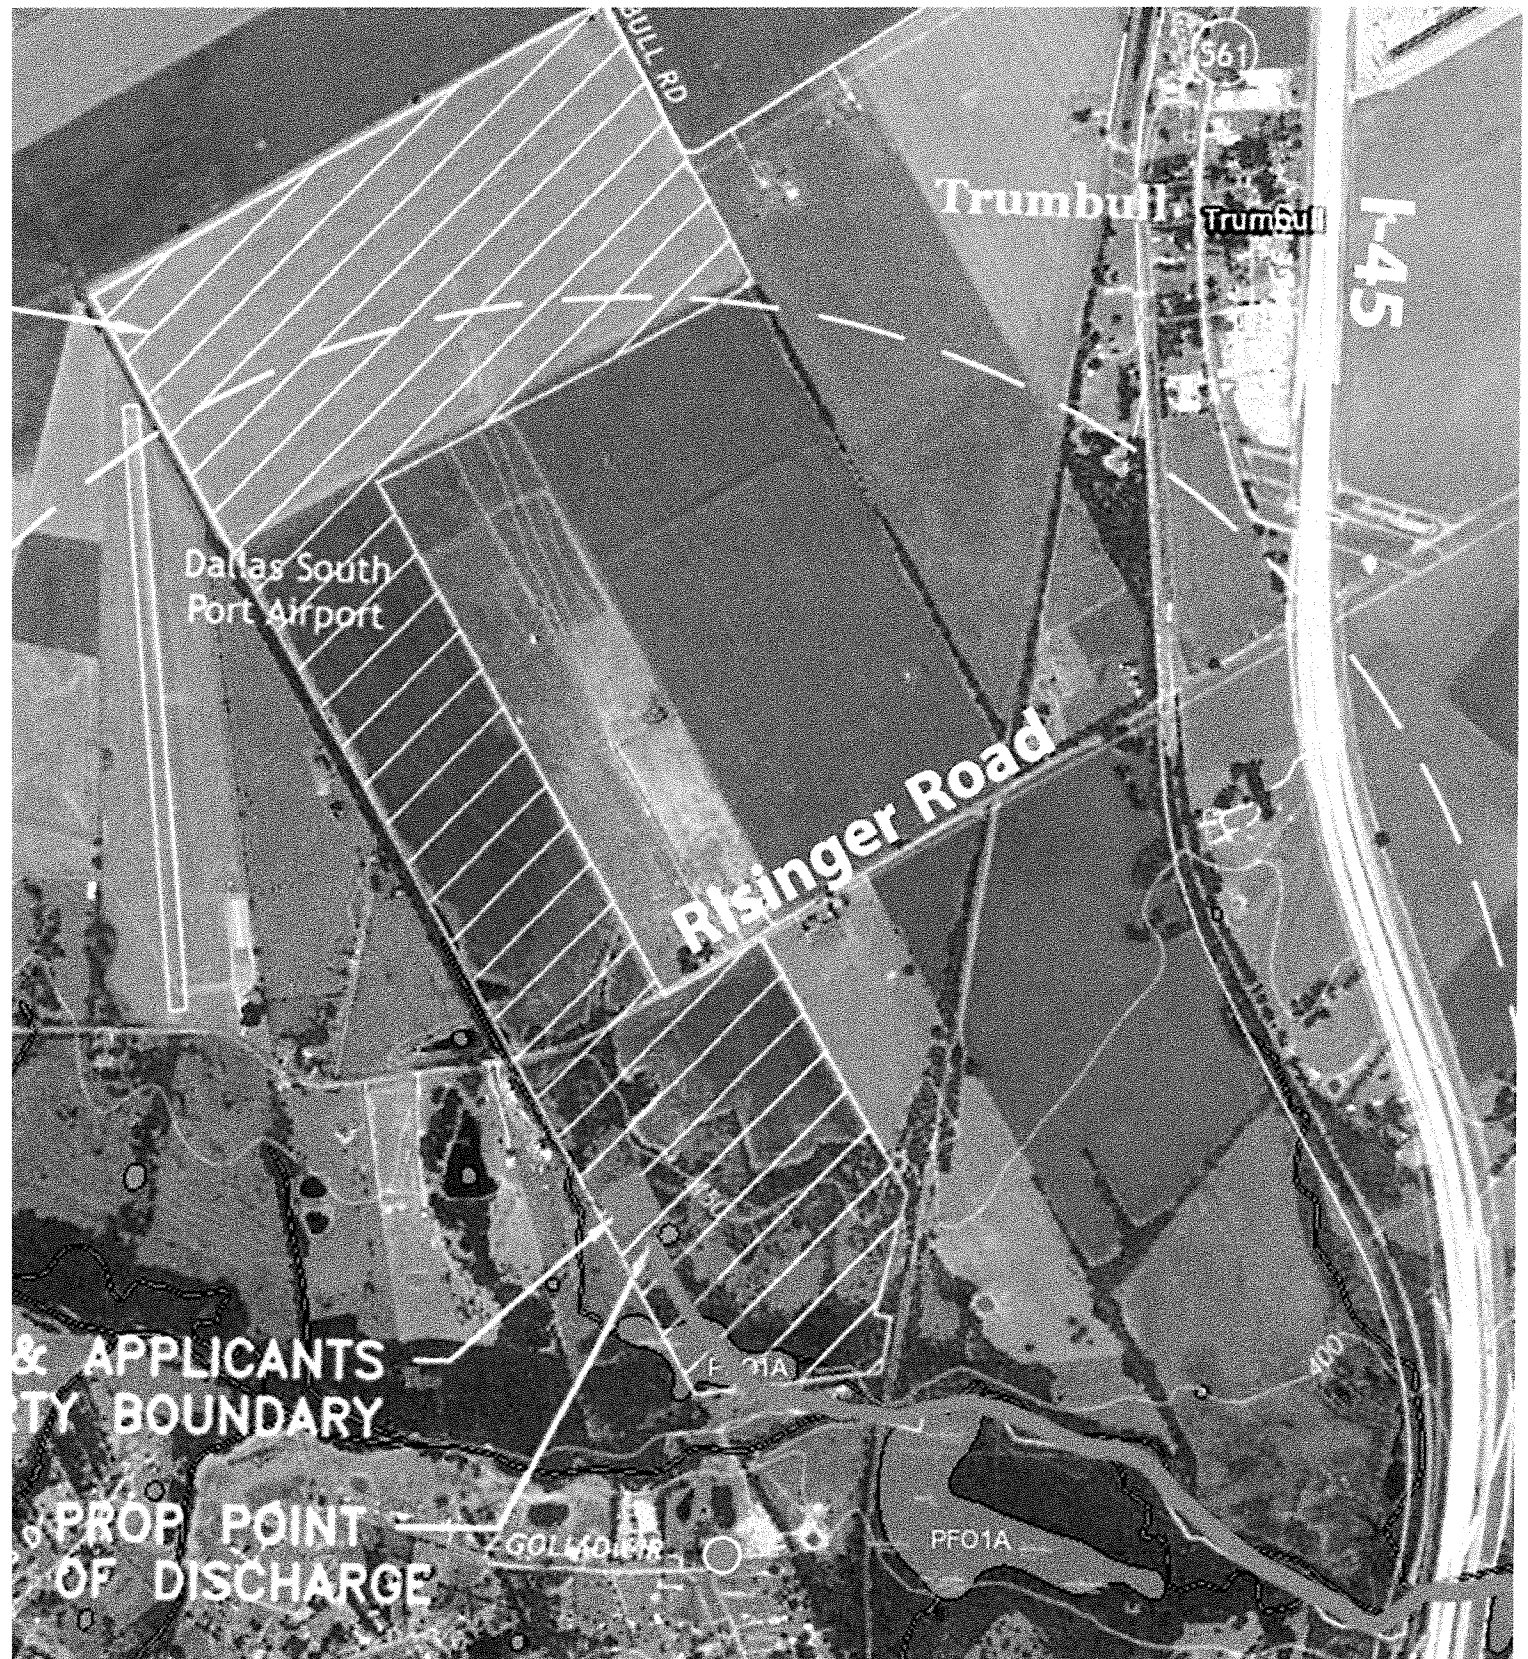 BULL RD
561
Trumbull
Trumbull
I-45
Dallas South
Port Airport
Risinger Road
450
& APPLICANTS
TY BOUNDARY
400
PROP POINT
OF DISCHARGE
PFO1A